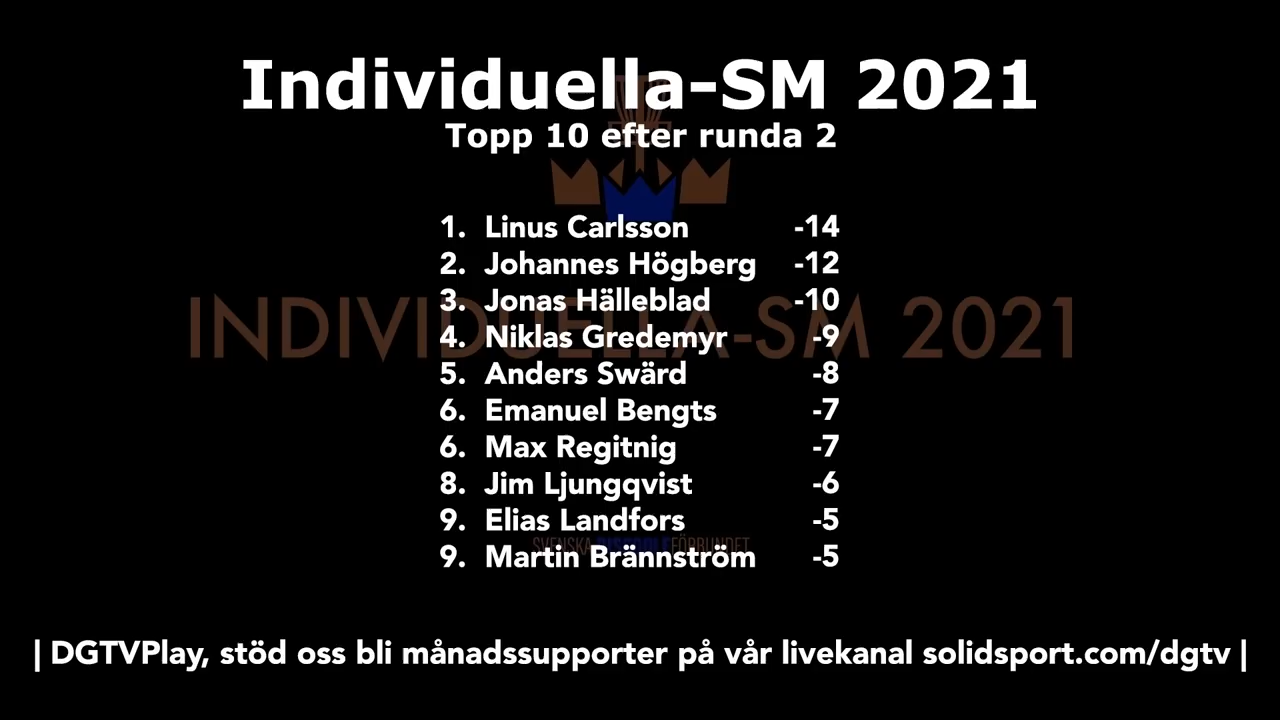 Individuella-SM 2021
Topp 10 efter runda 2
1. Linus Carlsson -14
2. Johannes Högberg -12
3. Jonas Hälleblad -10
INDIVIDUELLA-SM 2021
4. Niklas Gredemyr -9
5. Anders Swärd -8
6. Emanuel Bengts -7
6. Max Regitnig -7
8. Jim Ljungqvist -6
9. Elias Landfors -5
SVENSKA DISCGOLFFÖRBUNDET
9. Martin Brännström -5
| DGTVPlay, stöd oss bli månadssupporter på vår livekanal solidsport.com/dgtv |